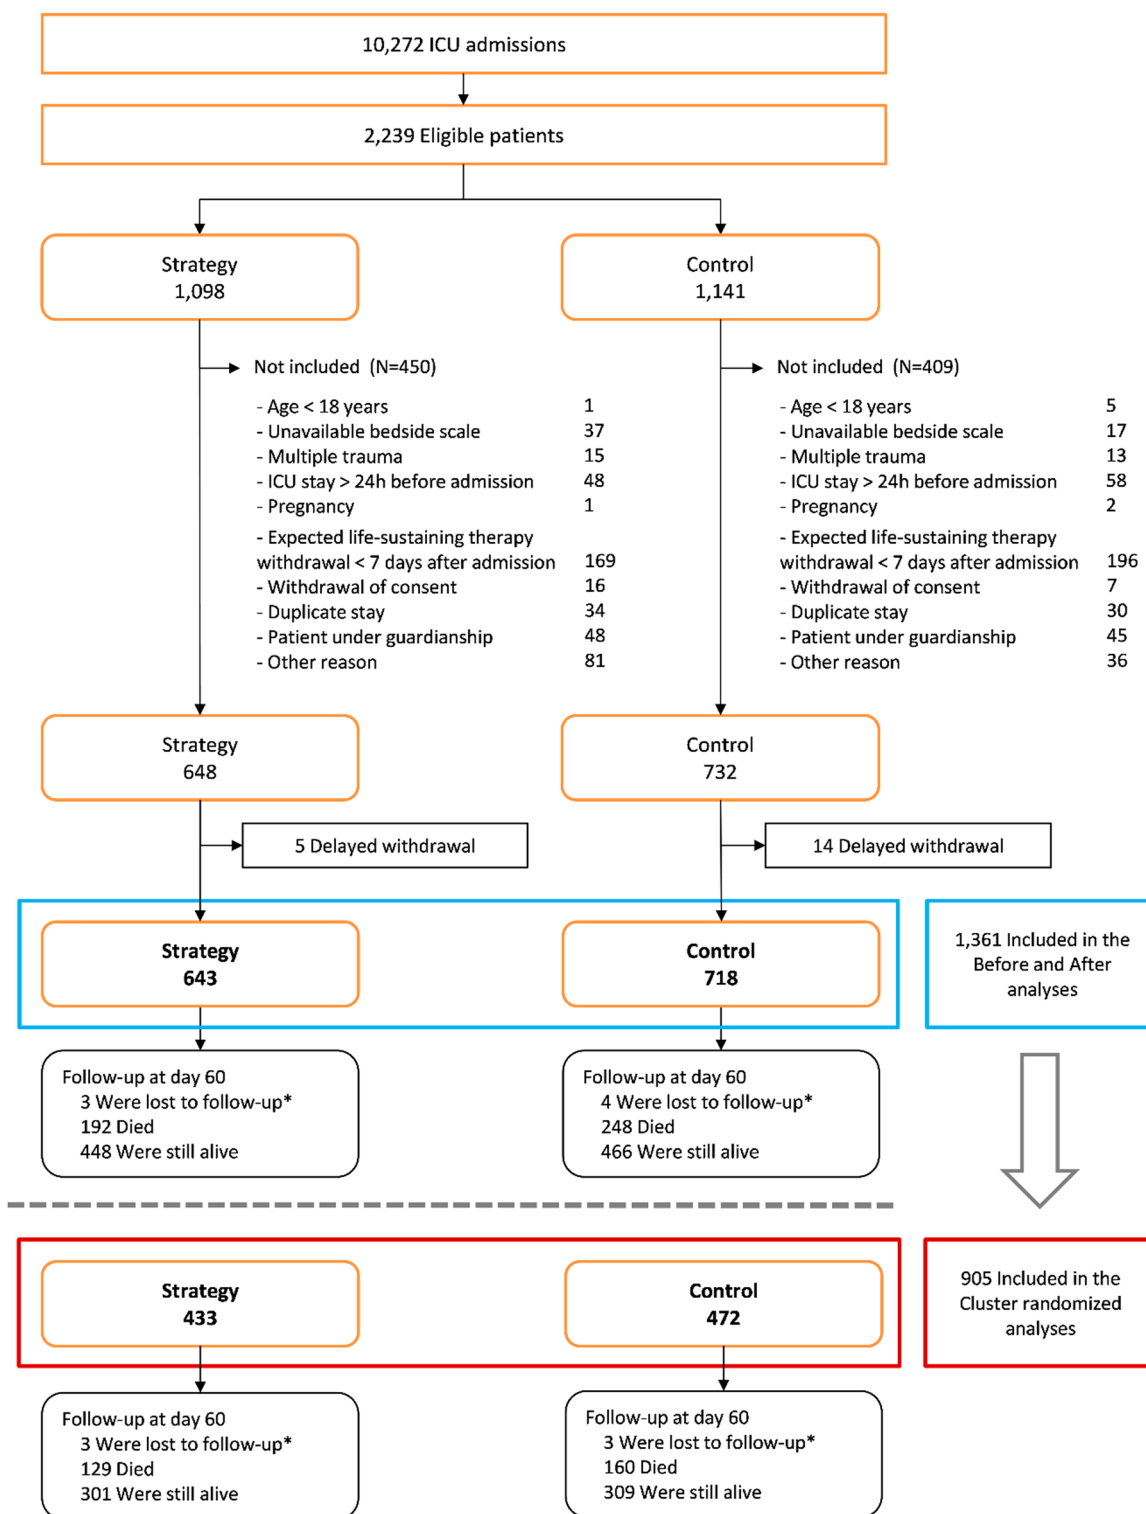 10,272 ICU admissions
2,239 Eligible patients
Strategy
1,098
Control
1,141
Not included (N=450)
- Age < 18 years 1
- Unavailable bedside scale 37
- Multiple trauma 15
- ICU stay > 24h before admission 48
- Pregnancy 1
- Expected life-sustaining therapy
withdrawal < 7 days after admission 169
- Withdrawal of consent 16
- Duplicate stay 34
- Patient under guardianship 48
- Other reason 81
Not included (N=409)
- Age < 18 years 5
- Unavailable bedside scale 17
- Multiple trauma 13
- ICU stay > 24h before admission 58
- Pregnancy 2
- Expected life-sustaining therapy
withdrawal < 7 days after admission 196
- Withdrawal of consent 7
- Duplicate stay 30
- Patient under guardianship 45
- Other reason 36
Strategy
648
Control
732
5 Delayed withdrawal
14 Delayed withdrawal
Strategy
643
Control
718
1,361 Included in the
Before and After
analyses
Follow-up at day 60
3 Were lost to follow-up*
192 Died
448 Were still alive
Follow-up at day 60
4 Were lost to follow-up*
248 Died
466 Were still alive
Strategy
433
Control
472
905 Included in the
Cluster randomized
analyses
Follow-up at day 60
3 Were lost to follow-up*
129 Died
301 Were still alive
Follow-up at day 60
3 Were lost to follow-up*
160 Died
309 Were still alive